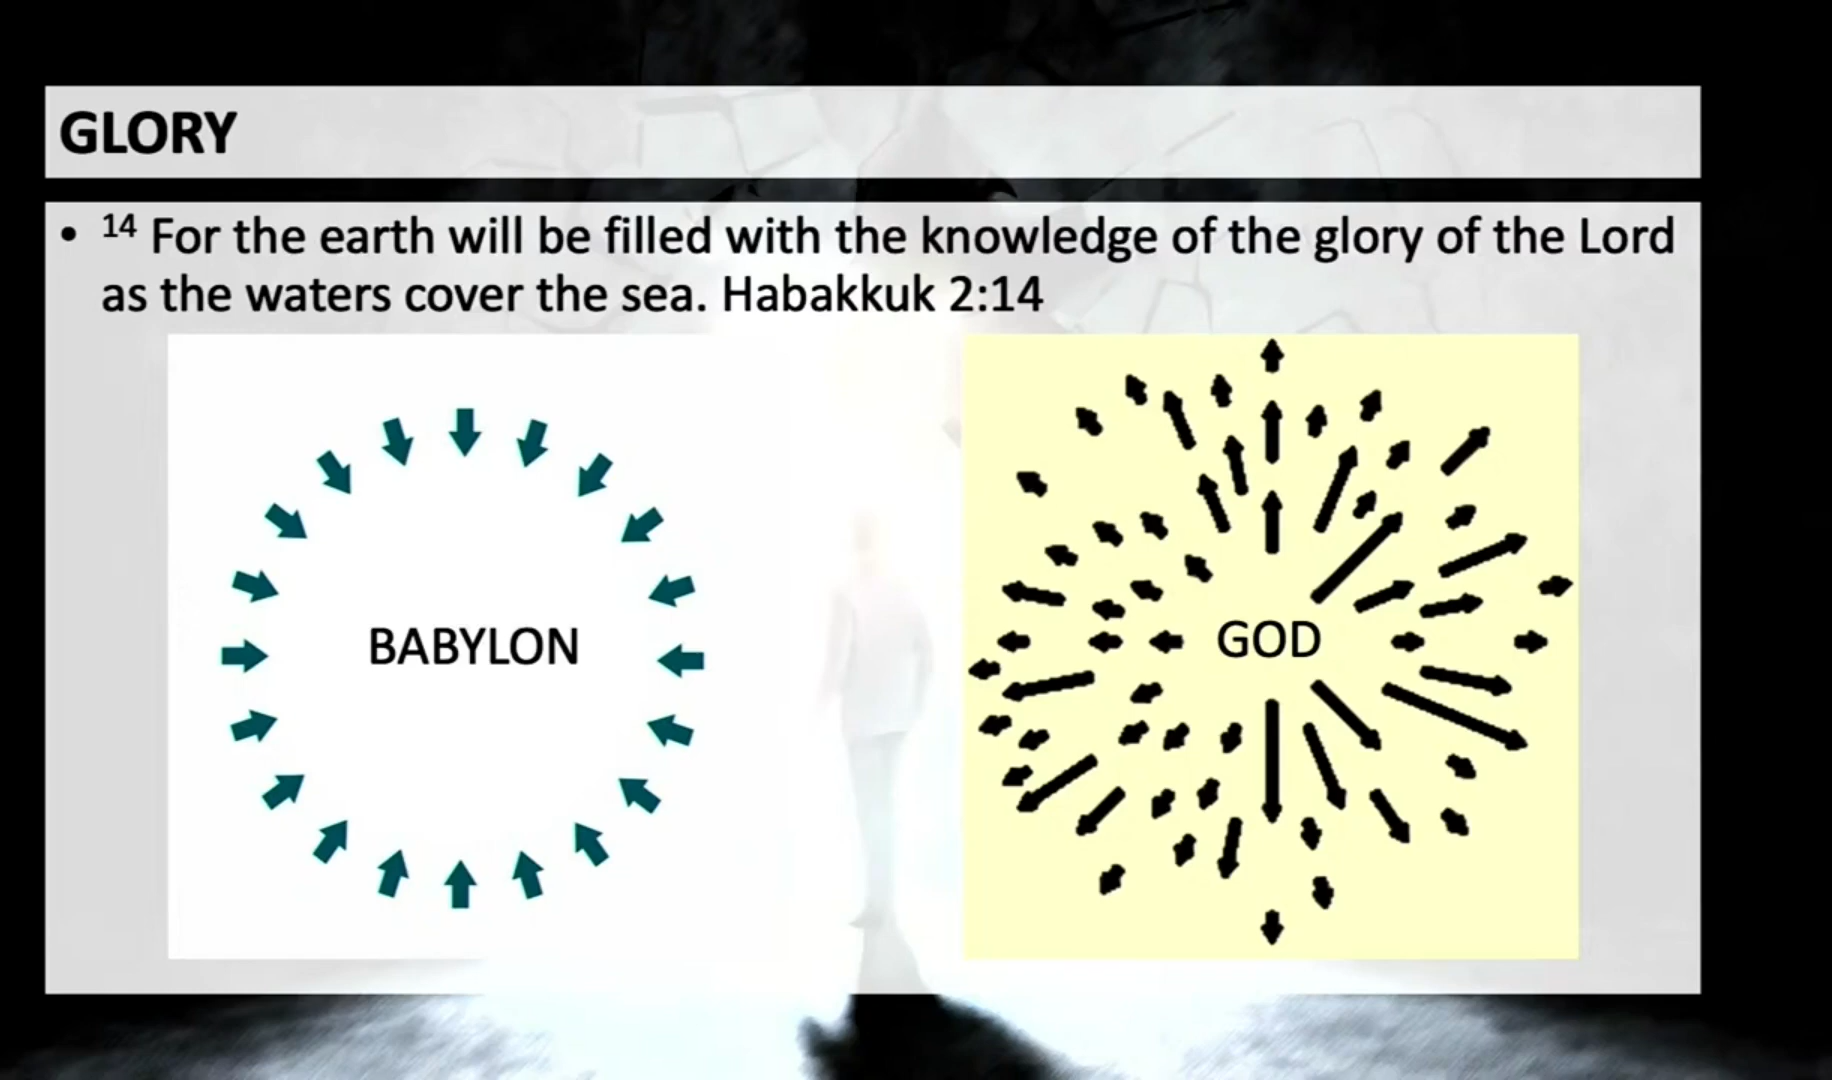 GLORY
• ¹⁴ For the earth will be filled with the knowledge of the glory of the Lord
as the waters cover the sea. Habakkuk 2:14
BABYLON
GOD